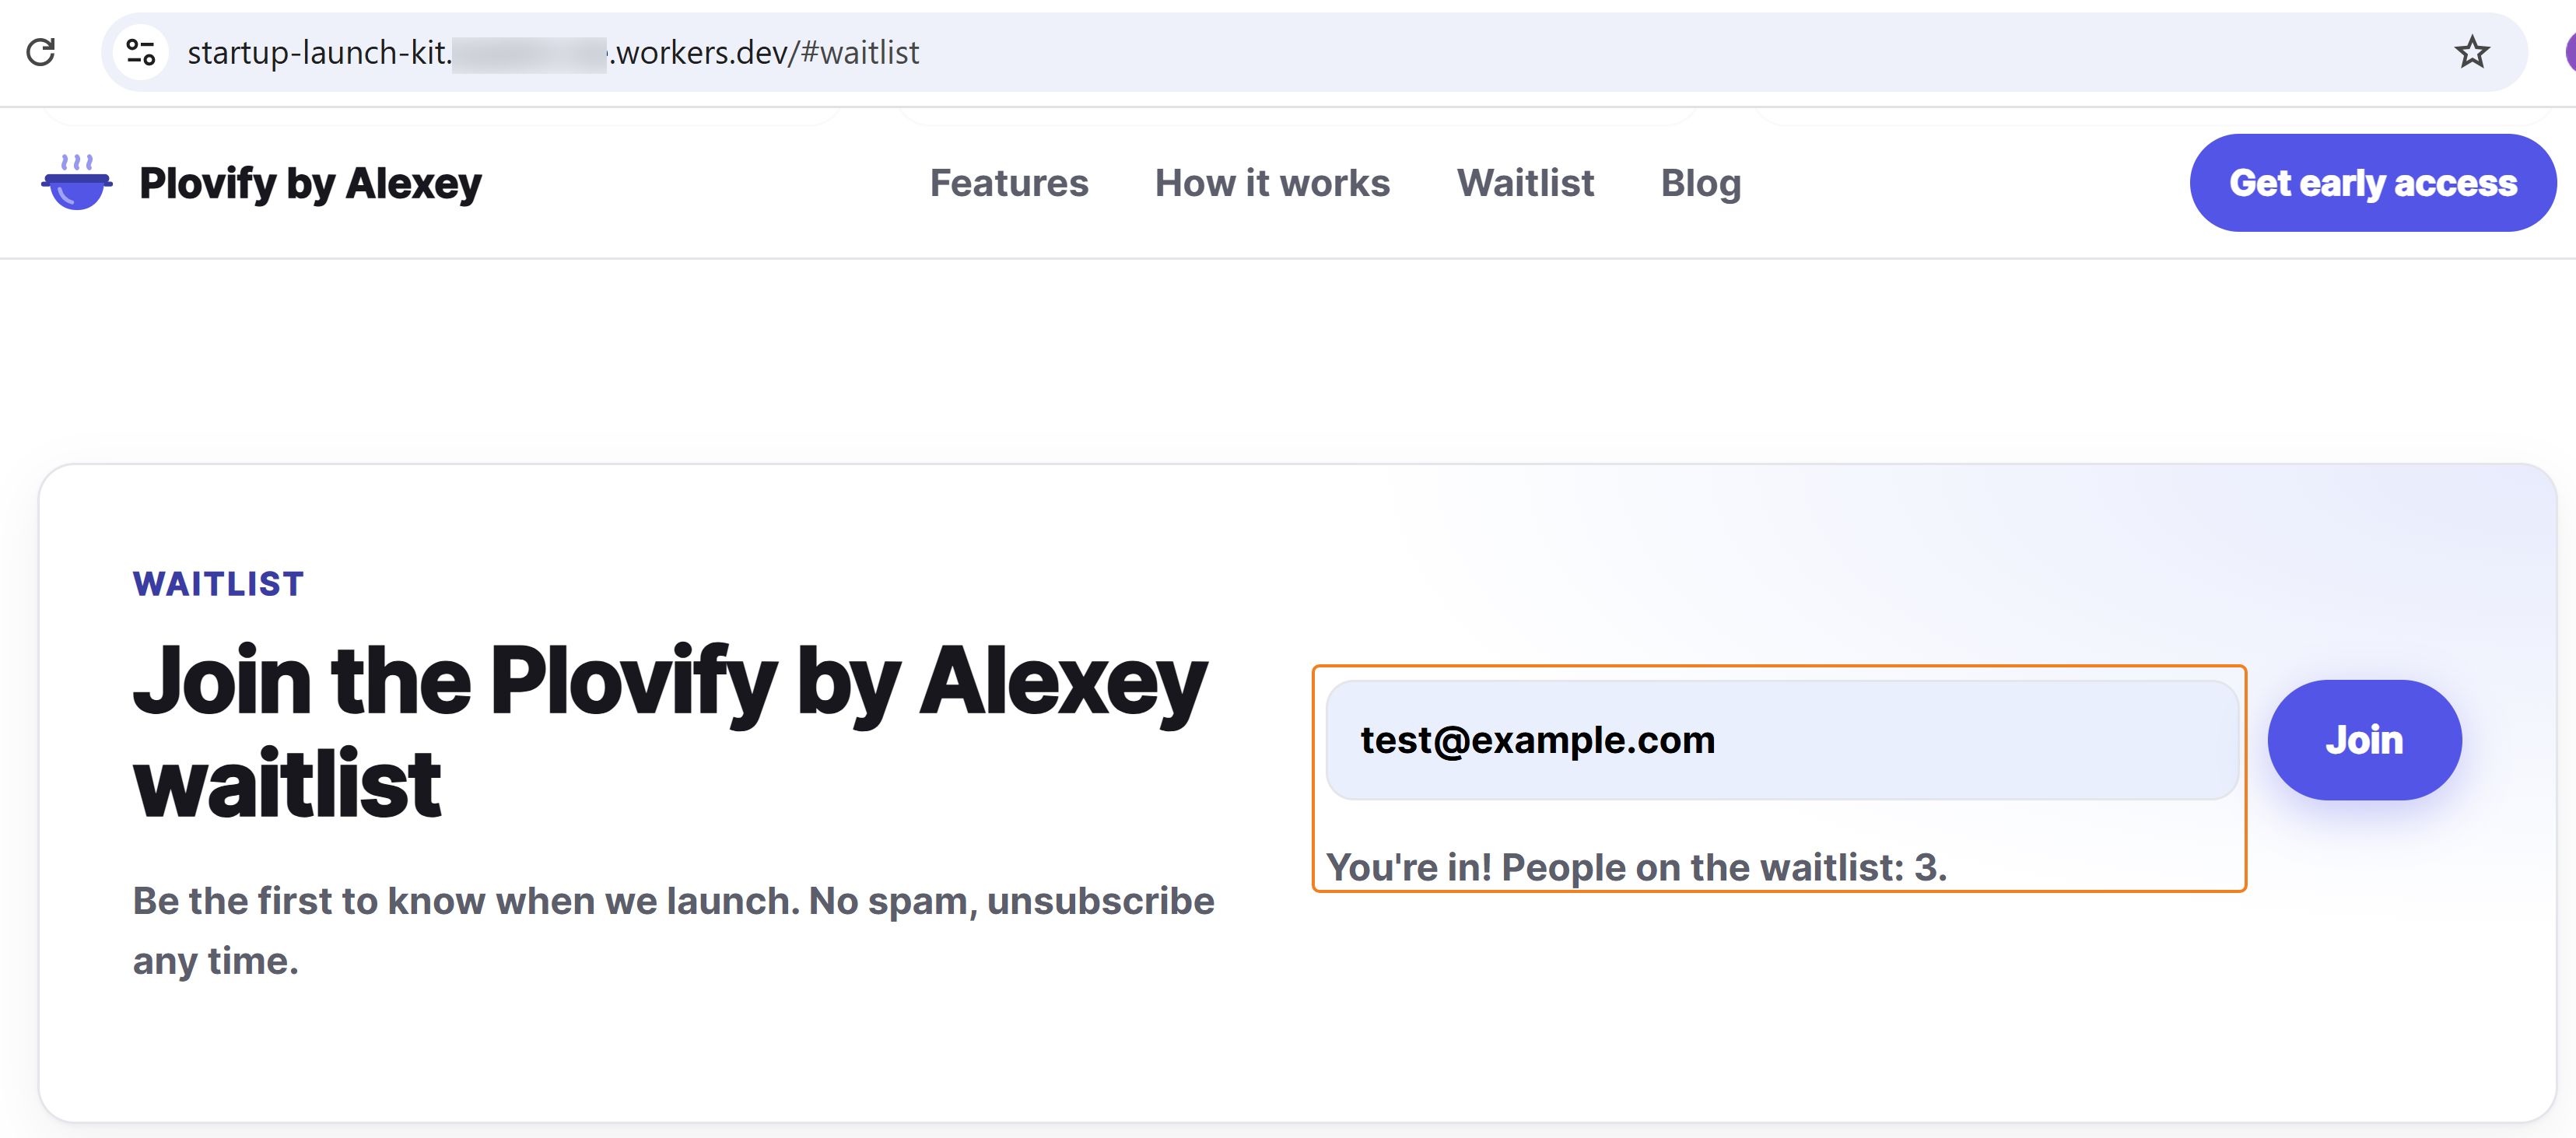 startup-launch-kit. .workers.dev/#waitlist
Plovify by Alexey
Features
How it works
Waitlist
Blog
Get early access
WAITLIST
Join the Plovify by Alexey
waitlist
Be the first to know when we launch. No spam, unsubscribe
any time.
test@example.com
Join
You're in! People on the waitlist: 3.